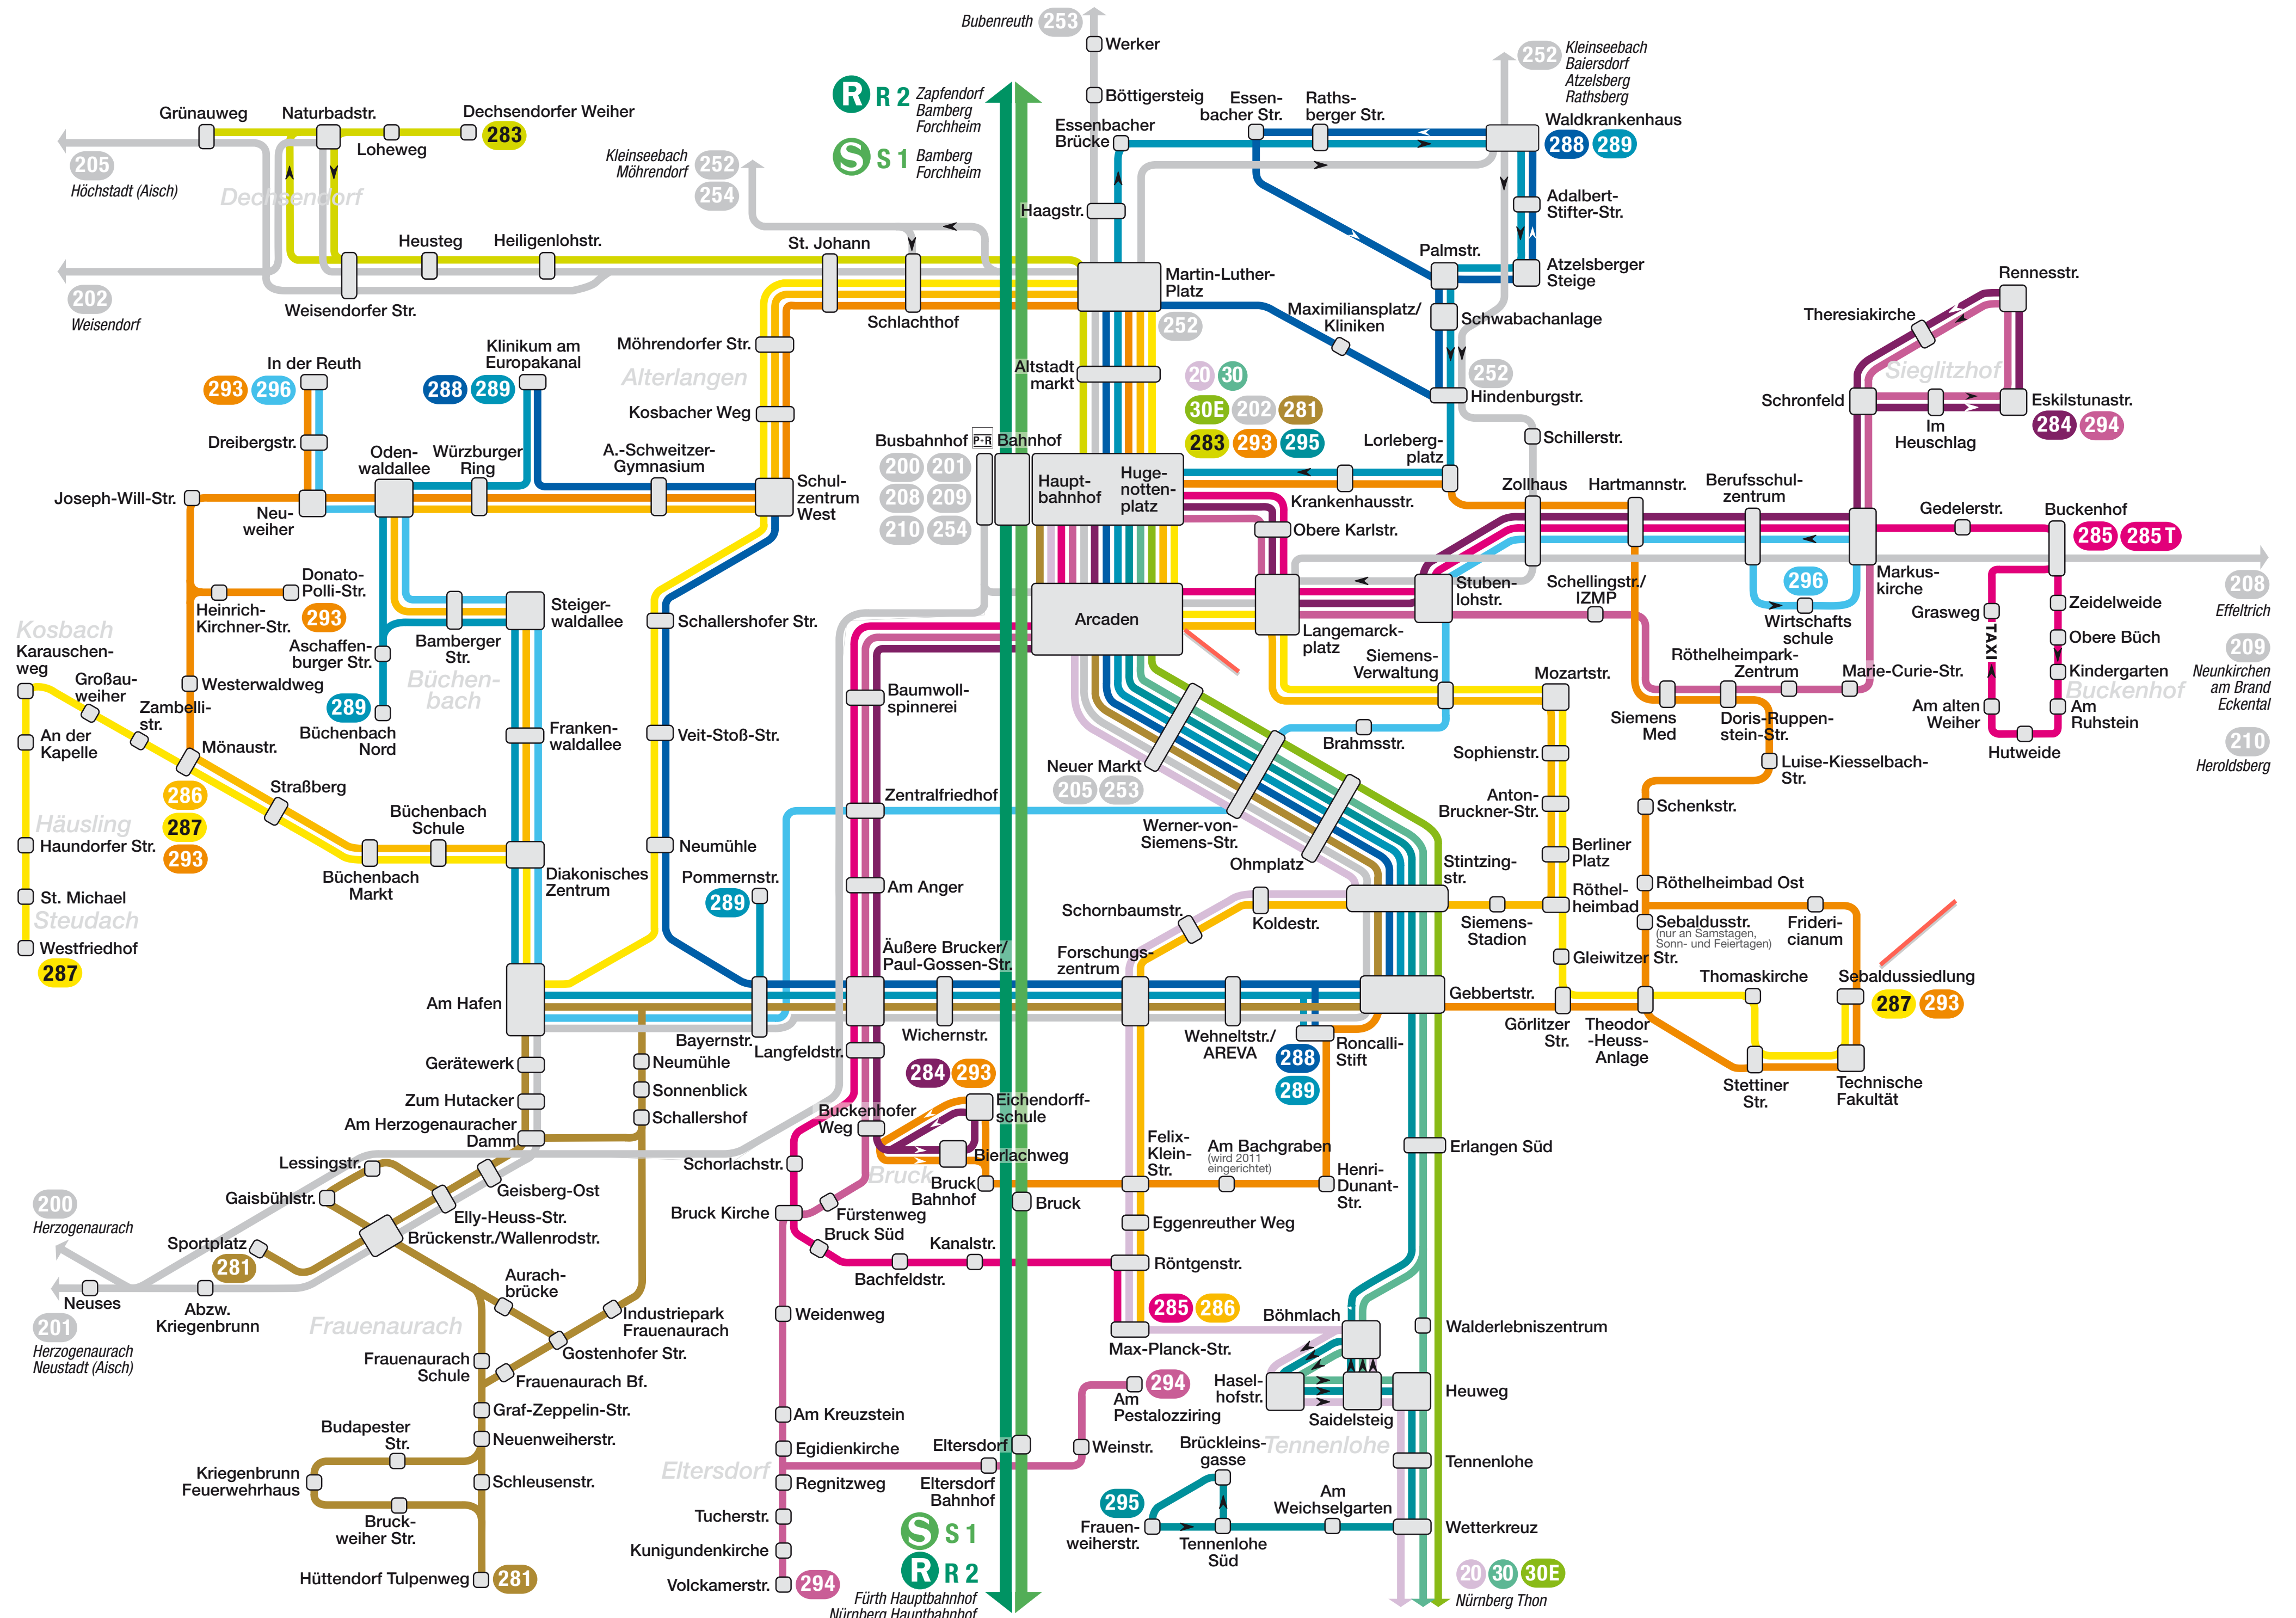 Bubenreuth 253
Werker
252 Kleinseebach
Baiersdorf
Atzelsberg
Rathsberg
R R 2 Zapfendorf
Bamberg
Forchheim
Böttigersteig
Essen-
bacher Str.
Raths-
berger Str.
Grünauweg
Naturbadstr.
Dechsendorfer Weiher
283
Loheweg
Essenbacher
Brücke
Waldkrankenhaus
288 289
S S 1 Bamberg
Forchheim
Kleinseebach
Möhrendorf
252
254
205
Höchstadt (Aisch)
Dechsendorf
Haagstr.
Adalbert-
Stifter-Str.
Heusteg
Heiligenlohstr.
St. Johann
Palmstr.
Atzelsberger
Steige
Martin-Luther-
Platz
252
Rennesstr.
202
Weisendorf
Weisendorfer Str.
Schlachthof
Maximiliansplatz/
Kliniken
Schwabachanlage
Theresiakirche
Sieglitzhof
In der Reuth
293 296
Klinikum am
Europakanal
288 289
Möhrendorfer Str.
Alterlangen
Altstadt
markt
20 30
30E 202 281
283 293 295
252
Hindenburgstr.
Schronfeld
Im
Heuschlag
Eskilstunastr.
284 294
Kosbacher Weg
Dreibergstr.
Oden-
waldallee
Würzburger
Ring
A.-Schweitzer-
Gymnasium
Busbahnhof P+R Bahnhof
200 201
208 209
210 254
Haupt-
bahnhof
Huge-
notten-
platz
Lorleberg-
platz
Schillerstr.
Krankenhausstr.
Zollhaus
Hartmannstr.
Berufsschul-
zentrum
Gedelerstr.
Buckenhof
285 285T
Joseph-Will-Str.
Neu-
weiher
Schul-
zentrum
West
Obere Karlstr.
Donato-
Polli-Str.
293
Heinrich-
Kirchner-Str.
Steiger-
waldallee
Bamberger
Str.
Aschaffen-
burger Str.
Büchen-
bach
Schallershofer Str.
Arcaden
Langemarck-
platz
Stuben-
lohstr.
Schellingstr./
IZMP
296
Wirtschafts
schule
Markus-
kirche
Grasweg
TAXI
Zeidelweide
Obere Büch
Kindergarten
Buckenhof
Am
Ruhstein
Am alten
Weiher
Hutweide
208
Effeltrich
209
Neunkirchen
am Brand
Eckental
210
Heroldsberg
Kosbach
Karauschen-
weg
Großau-
weiher
Zambelli-
str.
Westerwaldweg
289
Büchenbach
Nord
Franken-
waldallee
Veit-Stoß-Str.
Baumwoll-
spinnerei
Siemens-
Verwaltung
Mozartstr.
Röthelheimpark-
Zentrum
Marie-Curie-Str.
Siemens
Med
Doris-Ruppen-
stein-Str.
An der
Kapelle
Mönaustr.
286
287
293
Straßberg
Neuer Markt
205 253
Brahmsstr.
Sophienstr.
Luise-Kiesselbach-
Str.
Häusling
Haundorfer Str.
Büchenbach
Schule
Büchenbach
Markt
Neumühle
Zentralfriedhof
Werner-von-
Siemens-Str.
Ohmplatz
Anton-
Bruckner-Str.
Schenkstr.
Berliner
Platz
St. Michael
Steudach
Westfriedhof
287
Diakonisches
Zentrum
Pommernstr.
289
Am Anger
Stintzing-
str.
Schornbaumstr.
Koldestr.
Siemens-
Stadion
Röthel-
heimbad
Röthelheimbad Ost
Sebaldusstr.
(nur an Samstagen,
Sonn- und Feiertagen)
Frideri-
cianum
Äußere Brucker/
Paul-Gossen-Str.
Forschungs-
zentrum
Gleiwitzer Str.
Thomaskirche
Sebaldussiedlung
287 293
Am Hafen
Bayernstr.
Wichernstr.
Wehneltstr./
AREVA
Gebbertstr.
Görlitzer
Str.
Theodor
-Heuss-
Anlage
Stettiner
Str.
Technische
Fakultät
Langfeldstr.
288
289
Roncalli-
Stift
Gerätewerk
Neumühle
Zum Hutacker
Sonnenblick
Am Herzogenauracher
Damm
Schallershof
284 293
Eichendorff-
schule
Buckenhofer
Weg
Bierlachweg
Bruck
Bruck
Bahnhof
Bruck
Felix-
Klein-
Str.
Am Bachgraben
(wird 2011
eingerichtet)
Henri-
Dunant-
Str.
Erlangen Süd
Lessingstr.
Gaisbühlstr.
Geisberg-Ost
Elly-Heuss-Str.
Brückenstr./Wallenrodstr.
Schorlachstr.
Bruck Kirche
Fürstenweg
Bruck Süd
Kanalstr.
Bachfeldstr.
Eggenreuther Weg
Röntgenstr.
200
Herzogenaurach
Sportplatz
281
Neuses
Abzw.
Kriegenbrunn
201
Herzogenaurach
Neustadt (Aisch)
Aurach-
brücke
Industriepark
Frauenaurach
Frauenaurach
Gostenhofer Str.
Frauenaurach
Schule
Frauenaurach Bf.
Weidenweg
285 286
Max-Planck-Str.
Böhmlach
Walderlebniszentrum
Hasel-
hofstr.
Saidelsteig
Heuweg
294
Am
Pestalozziring
Graf-Zeppelin-Str.
Neuenweiherstr.
Budapester
Str.
Kriegenbrunn
Feuerwehrhaus
Schleusenstr.
Bruck-
weiher Str.
Hüttendorf Tulpenweg 281
Am Kreuzstein
Egidienkirche
Eltersdorf
Regnitzweg
Eltersdorf
Eltersdorf
Bahnhof
Weinstr.
Tucherstr.
Kunigundenkirche
Volckamerstr. 294
Brückleins-
gasse
Tennenlohe
Tennenlohe
295
Frauen-
weiherstr.
Tennenlohe
Süd
Am
Weichselgarten
Wetterkreuz
S S 1
R R 2
Fürth Hauptbahnhof
Nürnberg Hauptbahnhof
20 30 30E
Nürnberg Thon